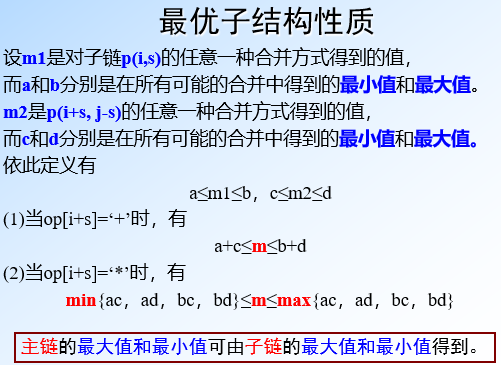 最优子结构性质
设m1是对子链p(i,s)的任意一种合并方式得到的值，
而a和b分别是在所有可能的合并中得到的最小值和最大值。
m2是p(i+s, j-s)的任意一种合并方式得到的值，
而c和d分别是在所有可能的合并中得到的最小值和最大值。
依此定义有
a≤m1≤b，c≤m2≤d
(1)当op[i+s]=‘+’时，有
a+c≤m≤b+d
(2)当op[i+s]=‘*’时，有
min{ac，ad，bc，bd}≤m≤max{ac，ad，bc，bd}
主链的最大值和最小值可由子链的最大值和最小值得到。